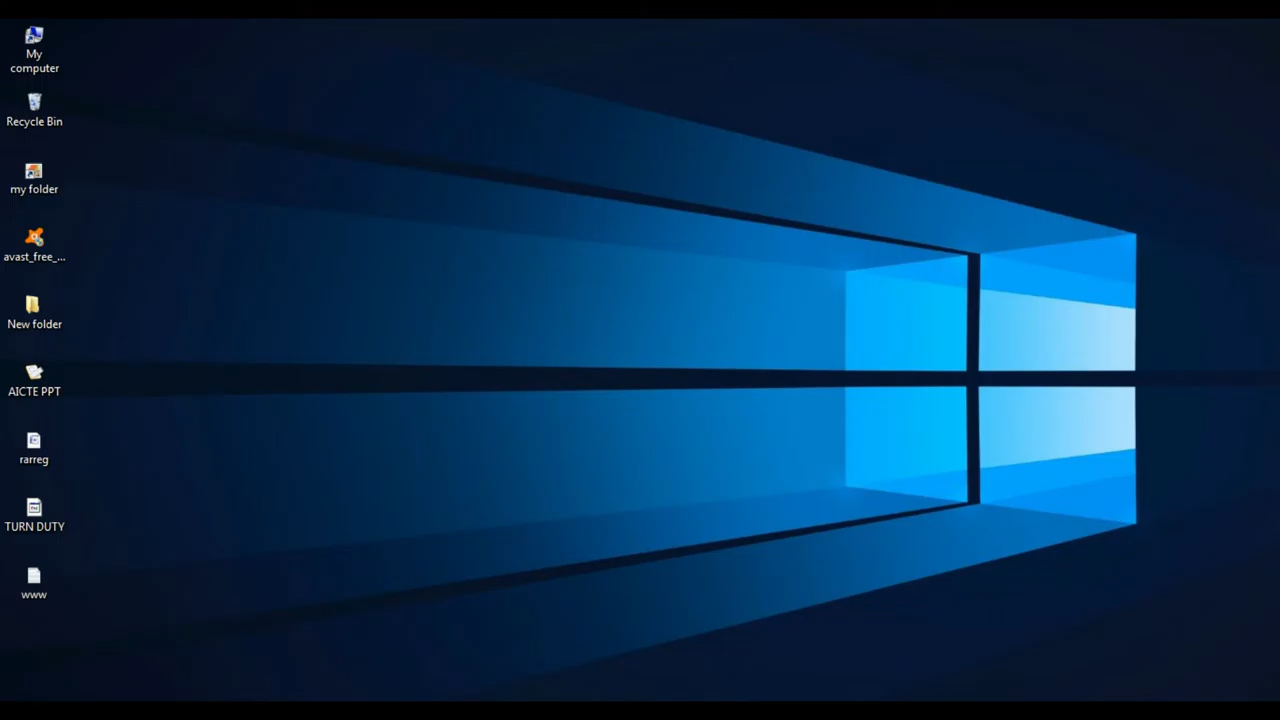 My
computer
Recycle Bin
my folder
avast_free_...
New folder
AICTE PPT
rarreg
TURN DUTY
www